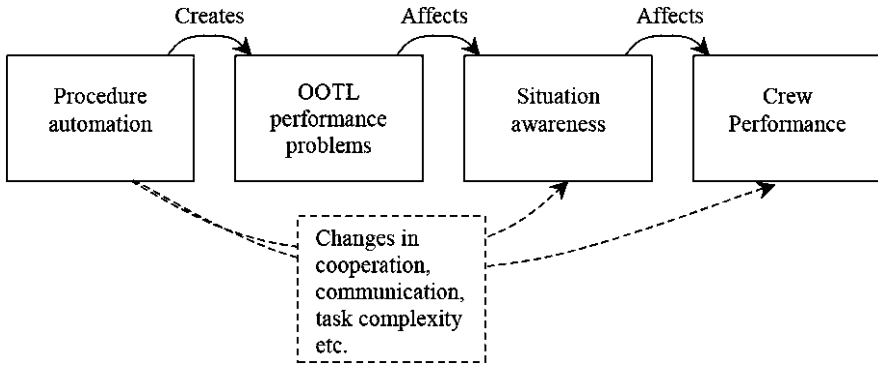 Creates
Affects
Affects
Procedure
automation
OOTL
performance
problems
Situation
awareness
Crew
Performance
Changes in
cooperation,
communication,
task complexity
etc.